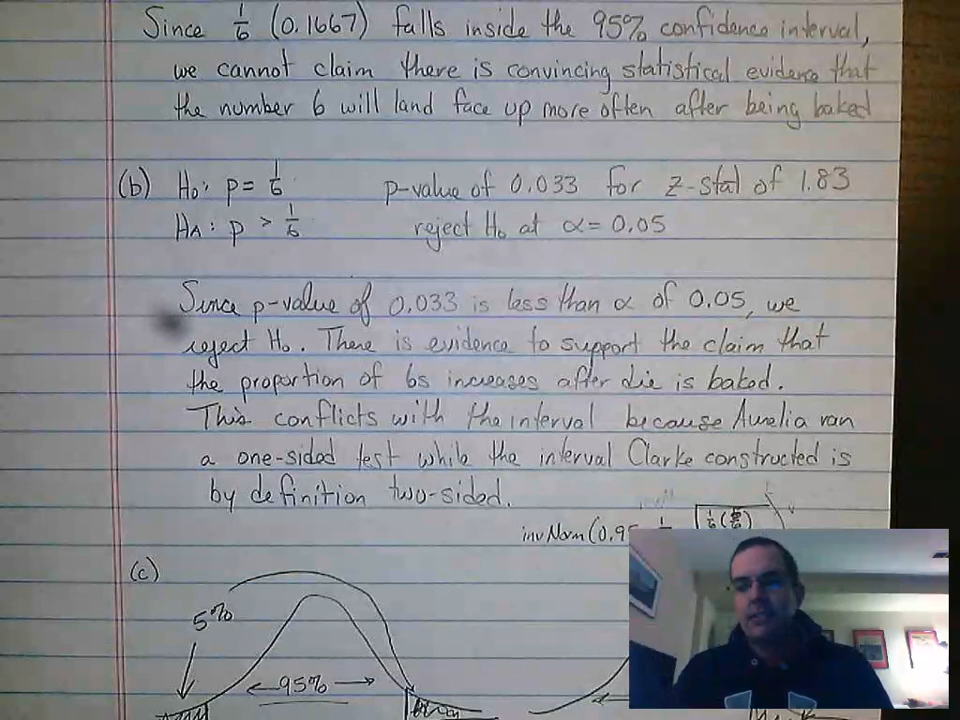 Since 1/6 (0.1667) falls inside the 95% confidence interval,
we cannot claim there is convincing statistical evidence that
the number 6 will land face up more often after being baked
(b) H₀: p = 1/6 p-value of 0.033 for z-stat of 1.83
Hᴀ: p > 1/6 reject H₀ at α = 0.05
Since p-value of 0.033 is less than α of 0.05, we
reject H₀. There is evidence to support the claim that
the proportion of 6s increases after die is baked.
This conflicts with the interval because Aurelia ran
a one-sided test while the interval Clarke constructed is
by definition two-sided.
invNorm(0.95
(c)
5%
95%